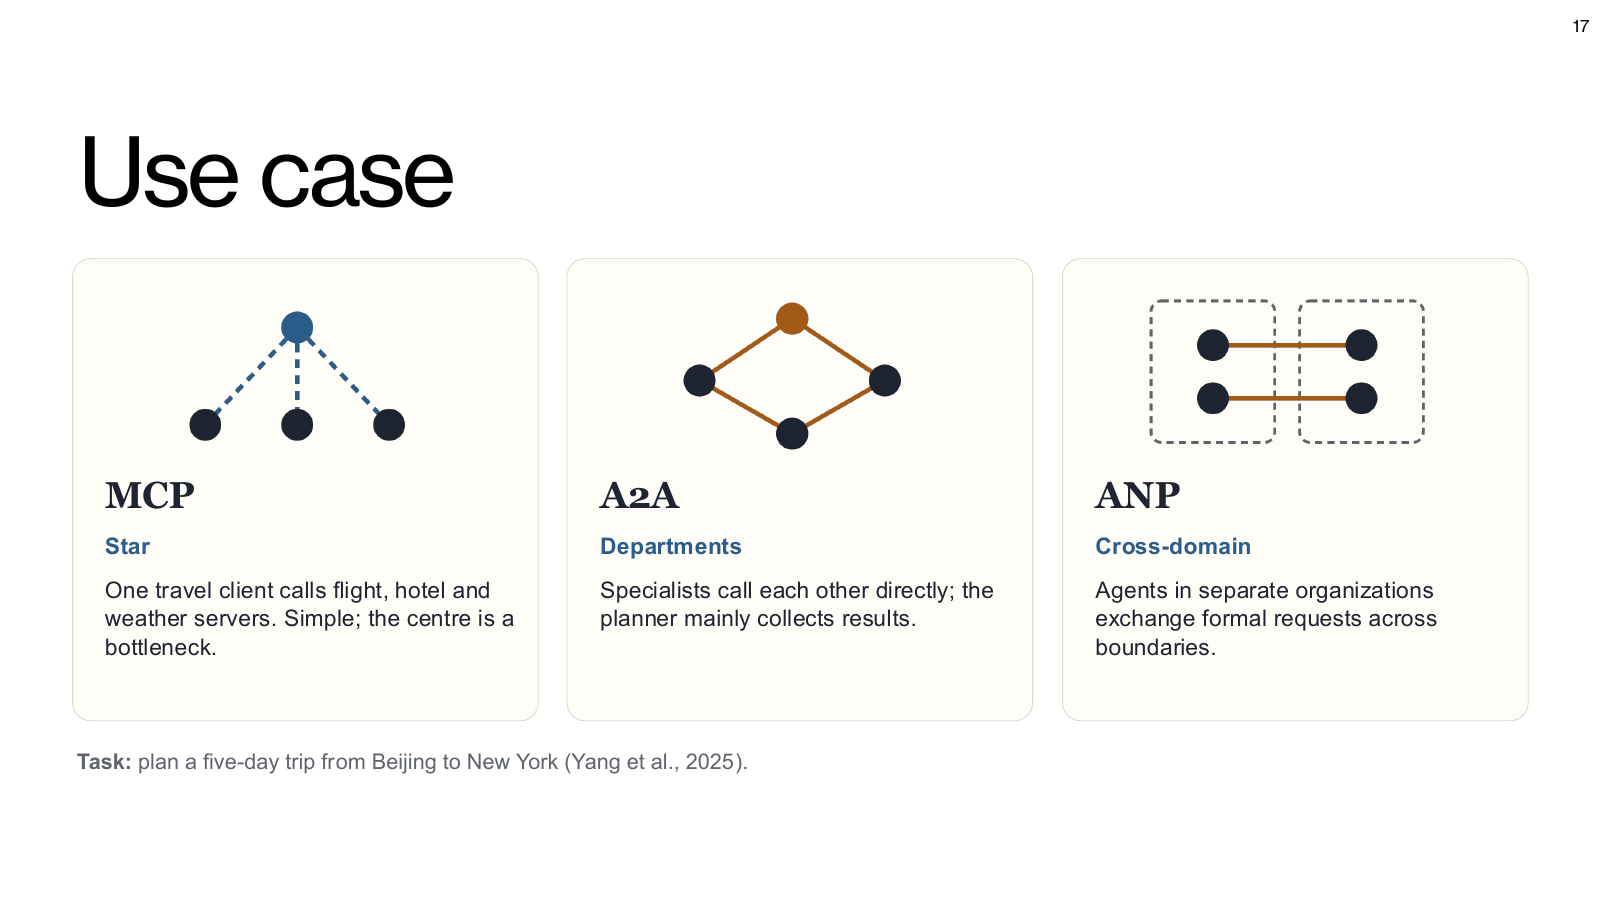 17
Use case
MCP
Star
One travel client calls flight, hotel and
weather servers. Simple; the centre is a
bottleneck.
A2A
Departments
Specialists call each other directly; the
planner mainly collects results.
ANP
Cross-domain
Agents in separate organizations
exchange formal requests across
boundaries.
Task: plan a five-day trip from Beijing to New York (Yang et al., 2025).